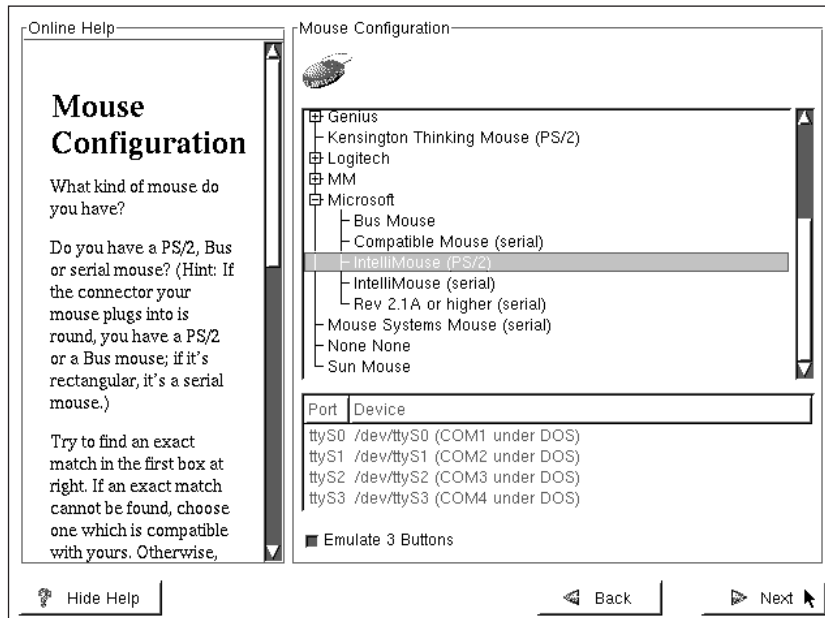 Online Help
Mouse
Configuration
What kind of mouse do
you have?
Do you have a PS/2, Bus
or serial mouse? (Hint: If
the connector your
mouse plugs into is
round, you have a PS/2
or a Bus mouse; if it's
rectangular, it's a serial
mouse.)
Try to find an exact
match in the first box at
right. If an exact match
cannot be found, choose
one which is compatible
with yours. Otherwise,
Mouse Configuration
Genius
Kensington Thinking Mouse (PS/2)
Logitech
MM
Microsoft
Bus Mouse
Compatible Mouse (serial)
IntelliMouse (PS/2)
IntelliMouse (serial)
Rev 2.1A or higher (serial)
Mouse Systems Mouse (serial)
None None
Sun Mouse
Port Device
ttyS0 /dev/ttyS0 (COM1 under DOS)
ttyS1 /dev/ttyS1 (COM2 under DOS)
ttyS2 /dev/ttyS2 (COM3 under DOS)
ttyS3 /dev/ttyS3 (COM4 under DOS)
Emulate 3 Buttons
Hide Help
Back
Next